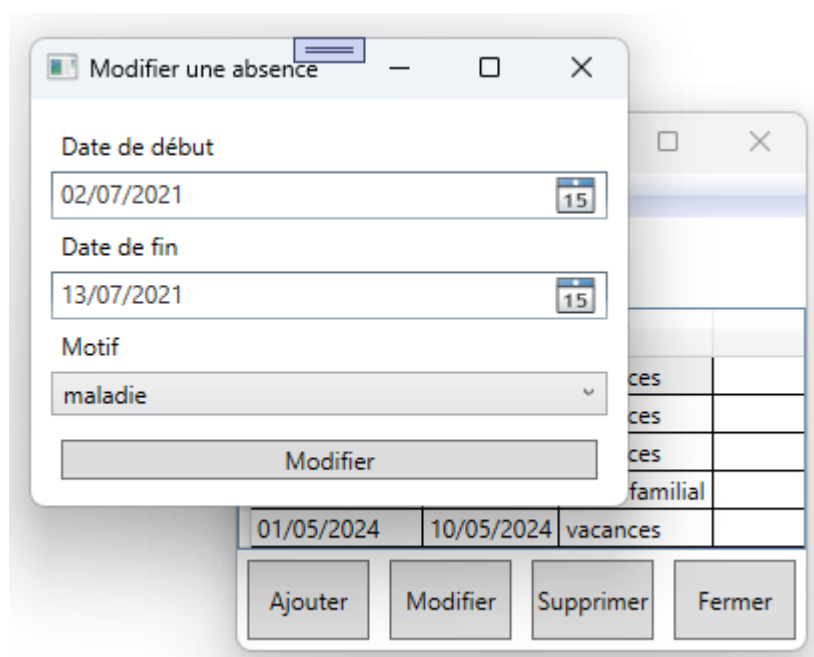 Modifier une absence
Date de début
02/07/2021
15
Date de fin
13/07/2021
15
Motif
maladie
Modifier
ces
ces
ces
familial
01/05/2024 10/05/2024 vacances
Ajouter Modifier Supprimer Fermer